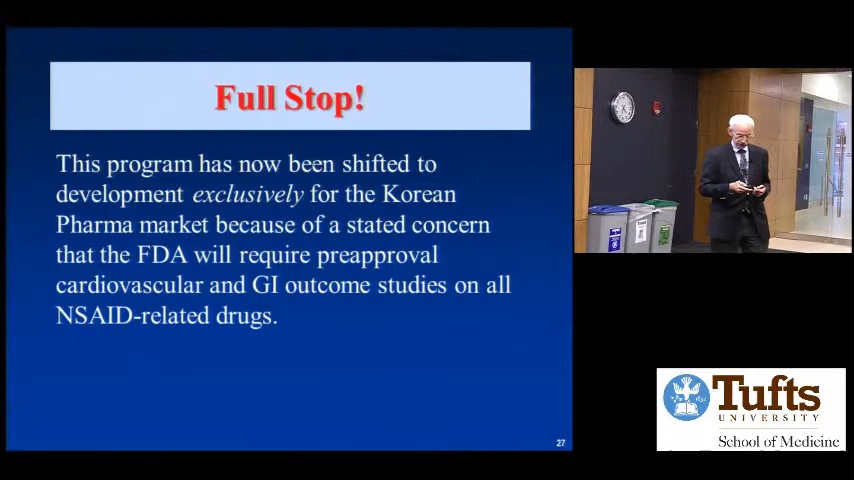 Full Stop!
This program has now been shifted to
development exclusively for the Korean
Pharma market because of a stated concern
that the FDA will require preapproval
cardiovascular and GI outcome studies on all
NSAID-related drugs.
27
Tufts
UNIVERSITY
School of Medicine